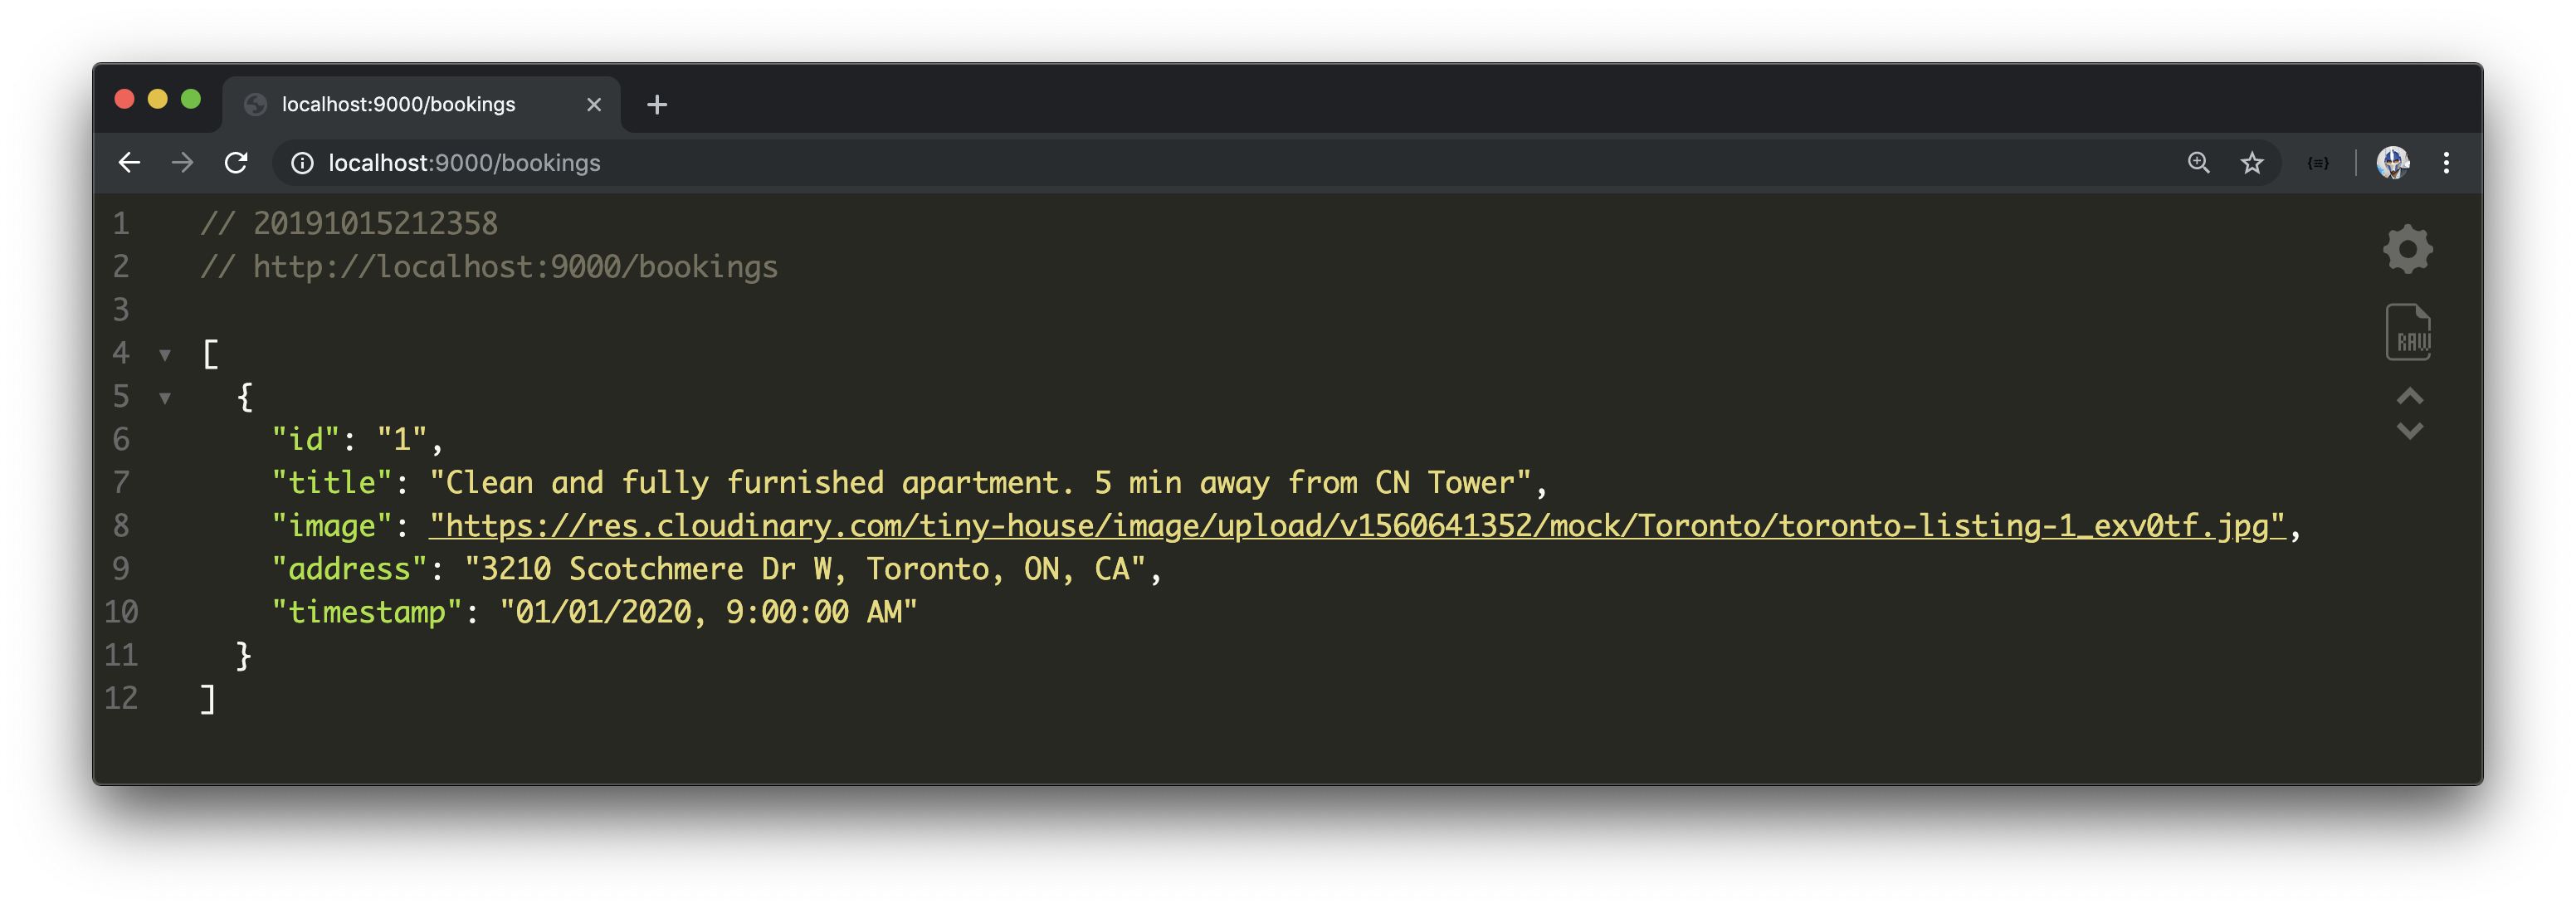 localhost:9000/bookings
localhost:9000/bookings
1 // 20191015212358
2 // http://localhost:9000/bookings
3
4 [
5 {
6 "id": "1",
7 "title": "Clean and fully furnished apartment. 5 min away from CN Tower",
8 "image": "https://res.cloudinary.com/tiny-house/image/upload/v1560641352/mock/Toronto/toronto-listing-1_exv0tf.jpg",
9 "address": "3210 Scotchmere Dr W, Toronto, ON, CA",
10 "timestamp": "01/01/2020, 9:00:00 AM"
11 }
12 ]
RAW